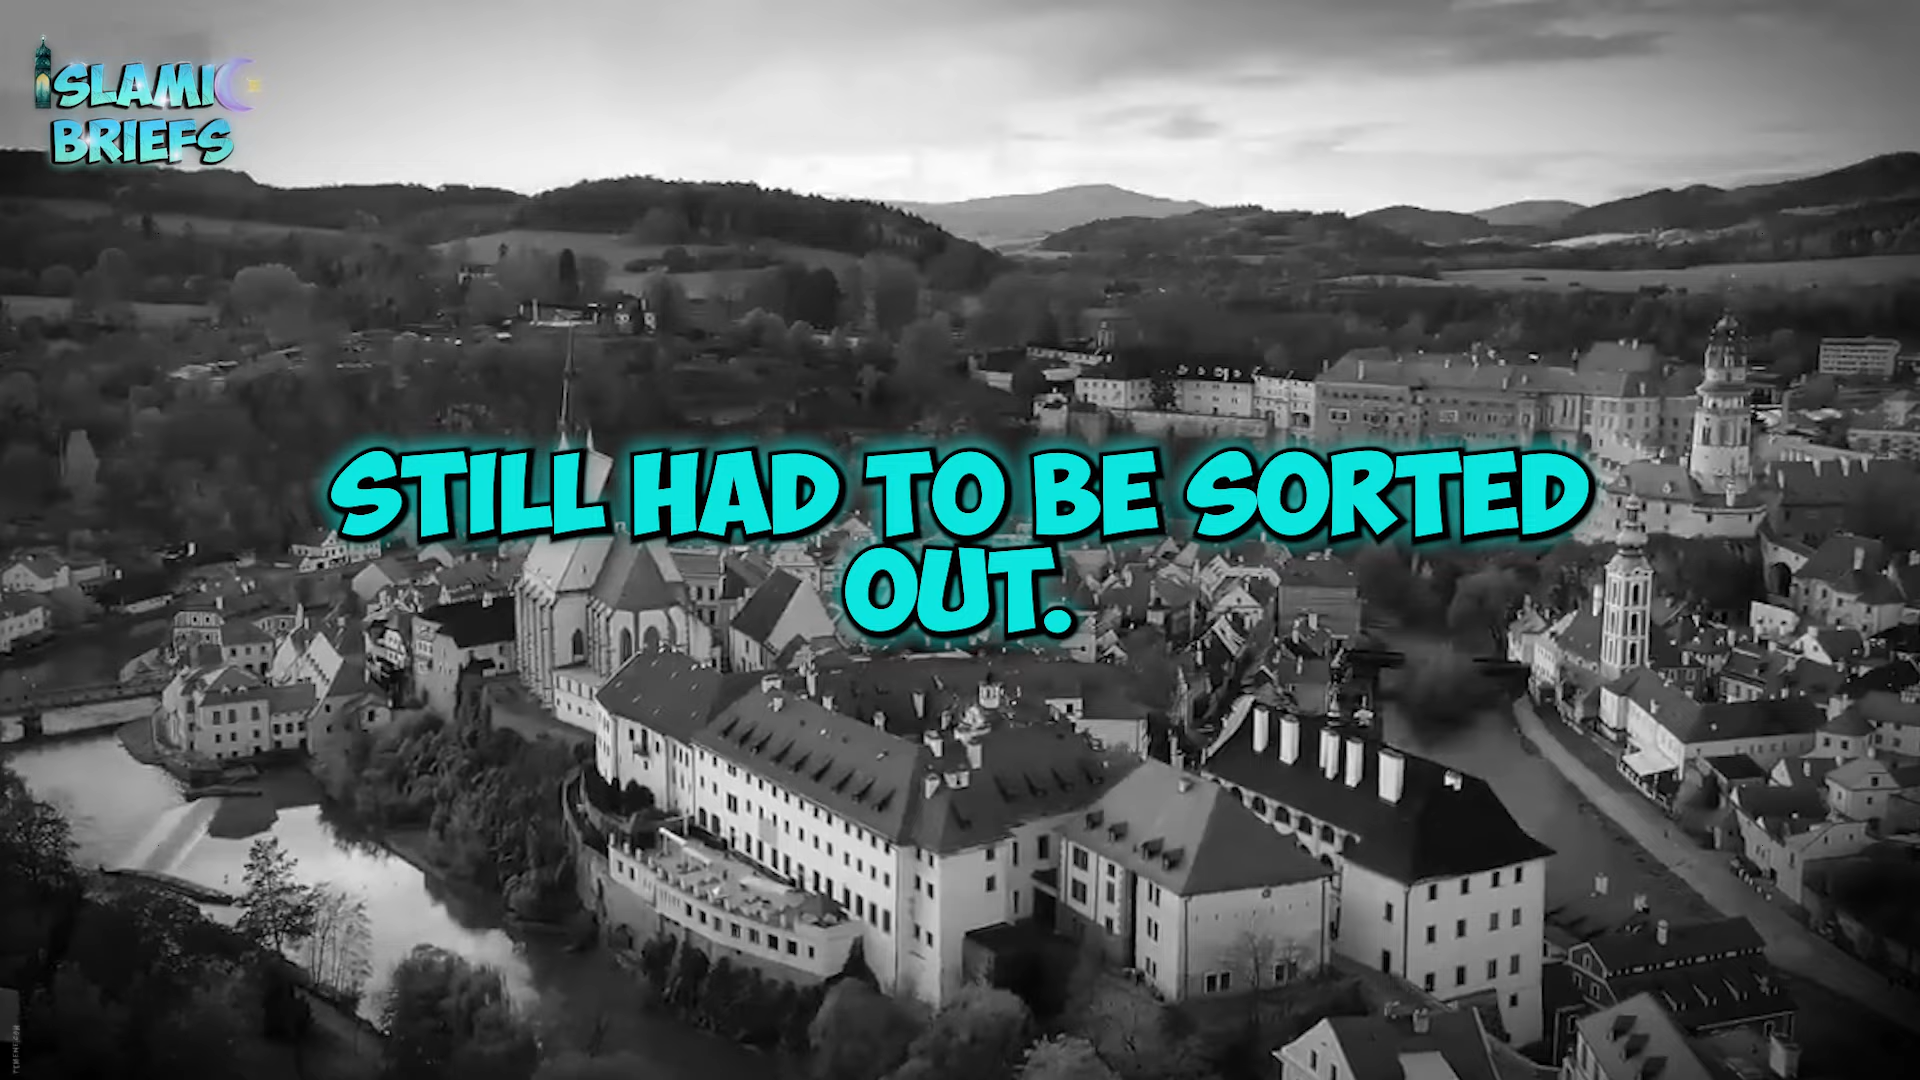 ISLAMIC
BRIEFS
STILL HAD TO BE SORTED
OUT.